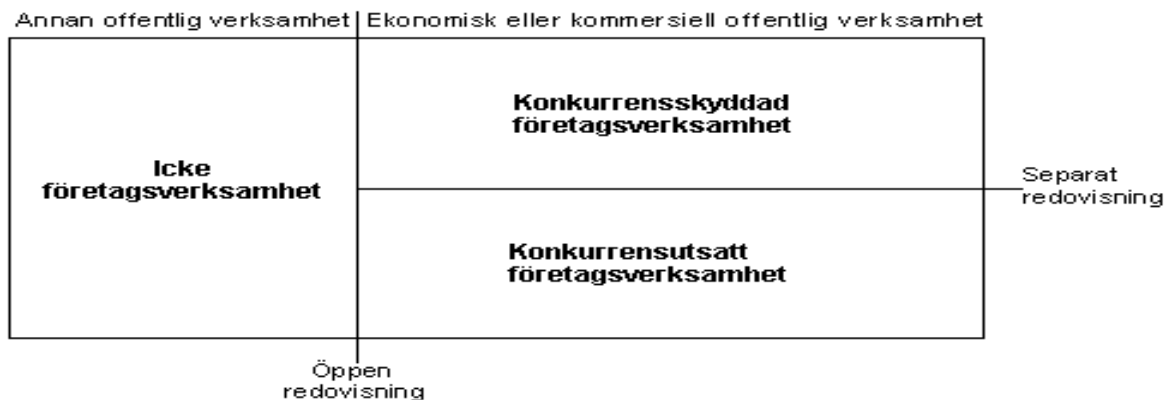 Annan offentlig verksamhet
Ekonomisk eller kommersiell offentlig verksamhet
Icke
företagsverksamhet
Konkurrensskyddad
företagsverksamhet
Konkurrensutsatt
företagsverksamhet
Separat
redovisning
Öppen
redovisning